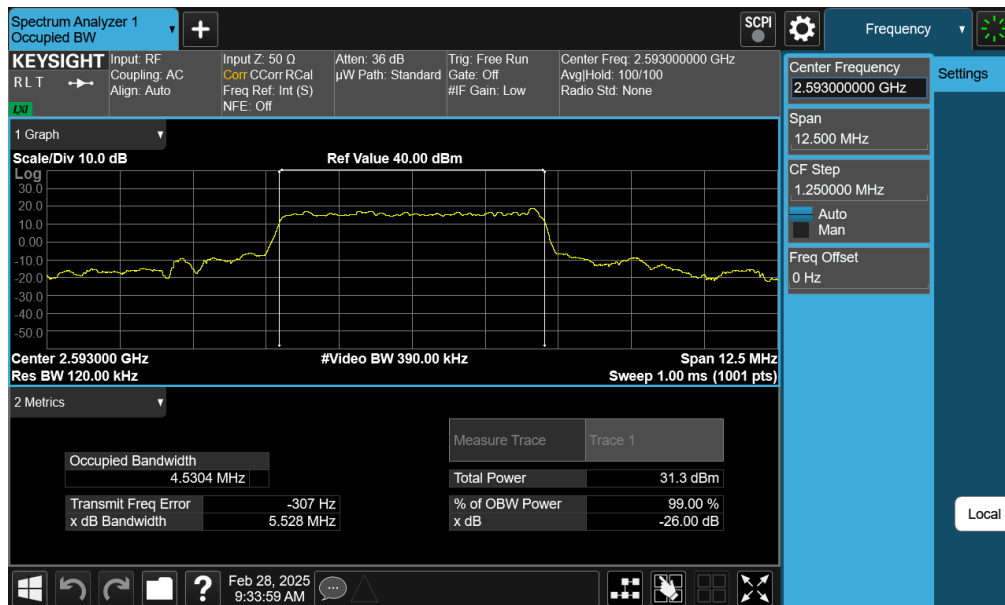 Spectrum Analyzer 1
Occupied BW
+
SCPI
Frequency
KEYSIGHT
RLT
LXI
Input: RF
Coupling: AC
Align: Auto
Input Z: 50 Ω
Corr CCorr RCal
Freq Ref: Int (S)
NFE: Off
Atten: 36 dB
µW Path: Standard
Trig: Free Run
Gate: Off
#IF Gain: Low
Center Freq: 2.593000000 GHz
Avg|Hold: 100/100
Radio Std: None
Center Frequency
2.593000000 GHz
Settings
Span
12.500 MHz
CF Step
1.250000 MHz
Auto
Man
Freq Offset
0 Hz
Local
1 Graph
Scale/Div 10.0 dB
Ref Value 40.00 dBm
Log
30.0
20.0
10.0
0.00
-10.0
-20.0
-30.0
-40.0
-50.0
Center 2.593000 GHz
#Video BW 390.00 kHz
Span 12.5 MHz
Res BW 120.00 kHz
Sweep 1.00 ms (1001 pts)
2 Metrics
Measure Trace
Trace 1
Occupied Bandwidth
4.5304 MHz
Total Power
31.3 dBm
Transmit Freq Error
-307 Hz
% of OBW Power
99.00 %
x dB Bandwidth
5.528 MHz
x dB
-26.00 dB
?
Feb 28, 2025
9:33:59 AM